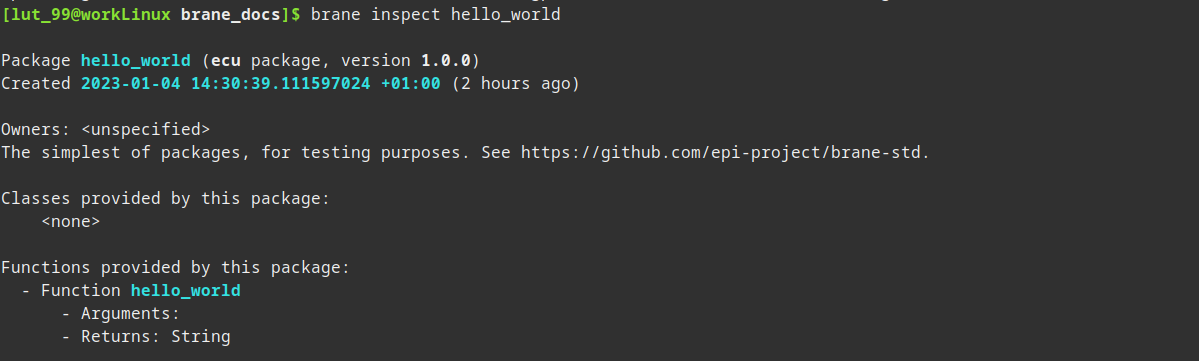 [lut_99@workLinux brane_docs]$ brane inspect hello_world
Package hello_world (ecu package, version 1.0.0)
Created 2023-01-04 14:30:39.111597024 +01:00 (2 hours ago)
Owners: <unspecified>
The simplest of packages, for testing purposes. See https://github.com/epi-project/brane-std.
Classes provided by this package:
<none>
Functions provided by this package:
- Function hello_world
- Arguments:
- Returns: String